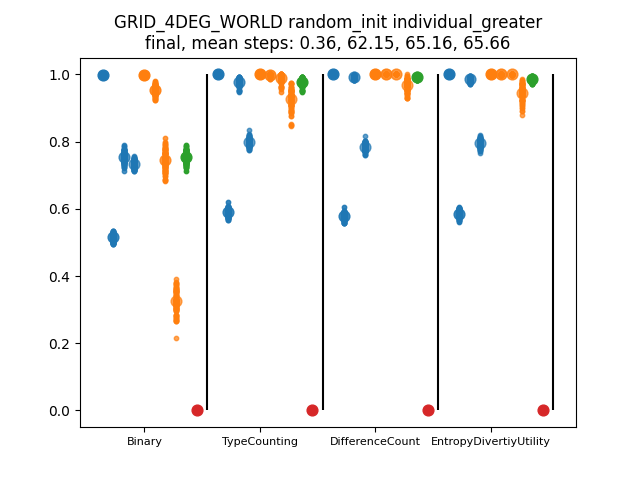 GRID_4DEG_WORLD random_init individual_greater
final, mean steps: 0.36, 62.15, 65.16, 65.66
1.0
0.8
0.6
0.4
0.2
0.0
Binary
TypeCounting
DifferenceCount
EntropyDivertiyUtility